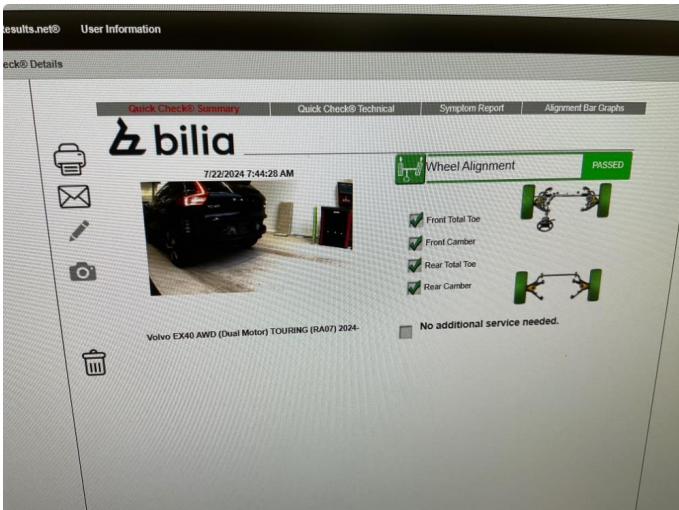 Results.net® User Information
eck® Details
Quick Check® Summary Quick Check® Technical Symptom Report Alignment Bar Graphs
bilia
7/22/2024 7:44:28 AM
Wheel Alignment PASSED
Front Total Toe
Front Camber
Rear Total Toe
Rear Camber
Volvo EX40 AWD (Dual Motor) TOURING (RA07) 2024-
No additional service needed.